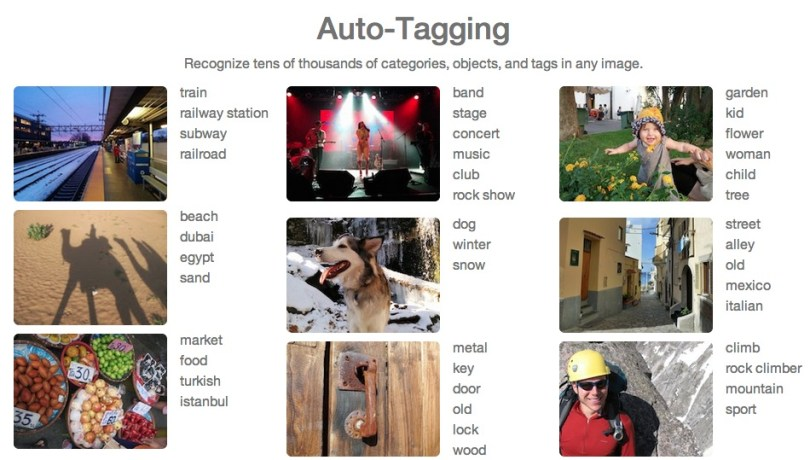 Auto-Tagging
Recognize tens of thousands of categories, objects, and tags in any image.
train
railway station
subway
railroad
band
stage
concert
music
club
rock show
garden
kid
flower
woman
child
tree
beach
dubai
egypt
sand
dog
winter
snow
street
alley
old
mexico
italian
market
food
turkish
istanbul
30
35
metal
key
door
old
lock
wood
climb
rock climber
mountain
sport